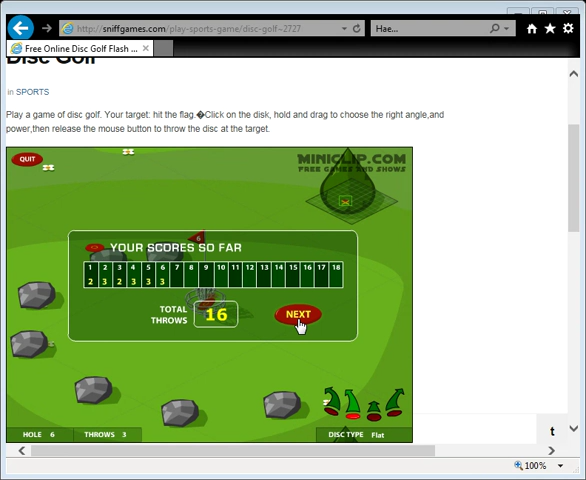 http://sniffgames.com/play-sports-game/disc-golf~2727
Hae...
Free Online Disc Golf Flash ...
Disc Golf
in SPORTS
Play a game of disc golf. Your target: hit the flag.�Click on the disk, hold and drag to choose the right angle,and
power,then release the mouse button to throw the disc at the target.
QUIT
MINICLIP.COM
FREE GAMES AND SHOWS
6
YOUR SCORES SO FAR
1 2 3 4 5 6 7 8 9 10 11 12 13 14 15 16 17 18
2 3 2 3 3 3
TOTAL
THROWS
16
NEXT
HOLE 6
THROWS 3
DISC TYPE Flat
t
100%